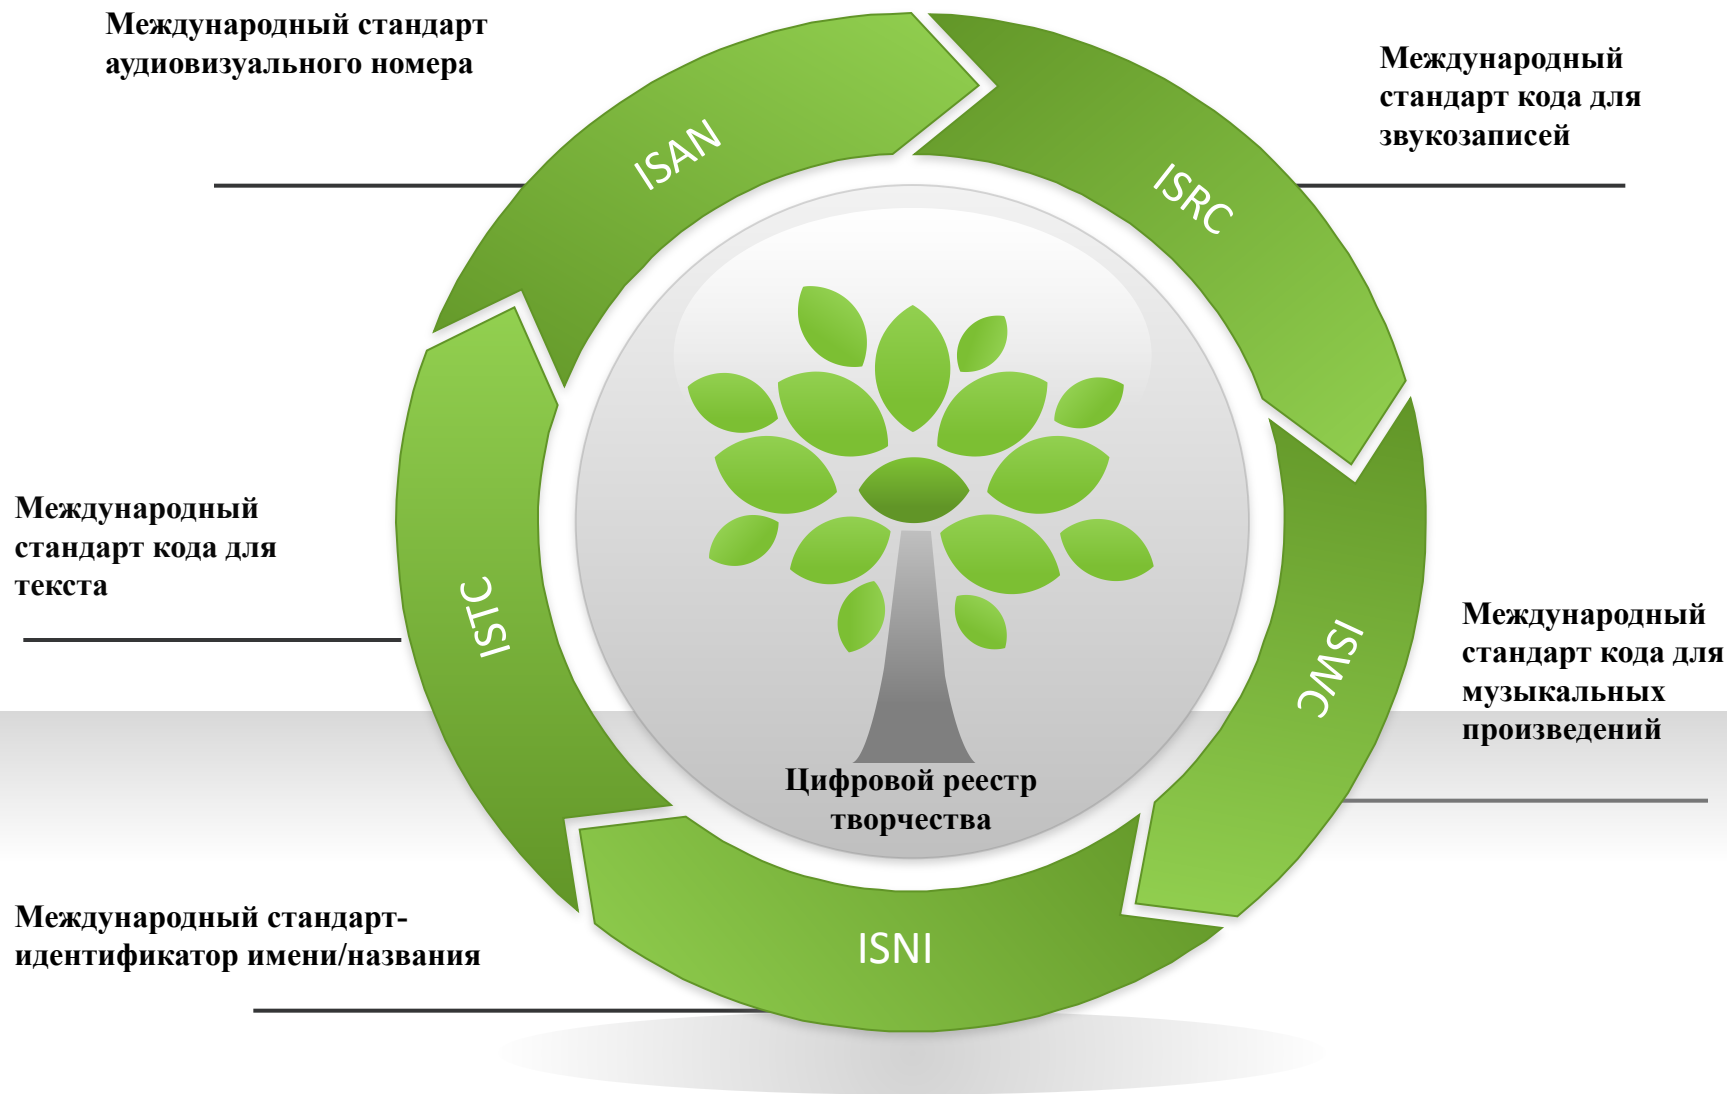 Международный стандарт
аудиовизуального номера
ISAN
Международный
стандарт кода для
звукозаписей
ISRC
Международный
стандарт кода для
текста
ISTC
Международный
стандарт кода для
музыкальных
произведений
ISWC
Цифровой реестр
творчества
Международный стандарт-
идентификатор имени/названия
ISNI